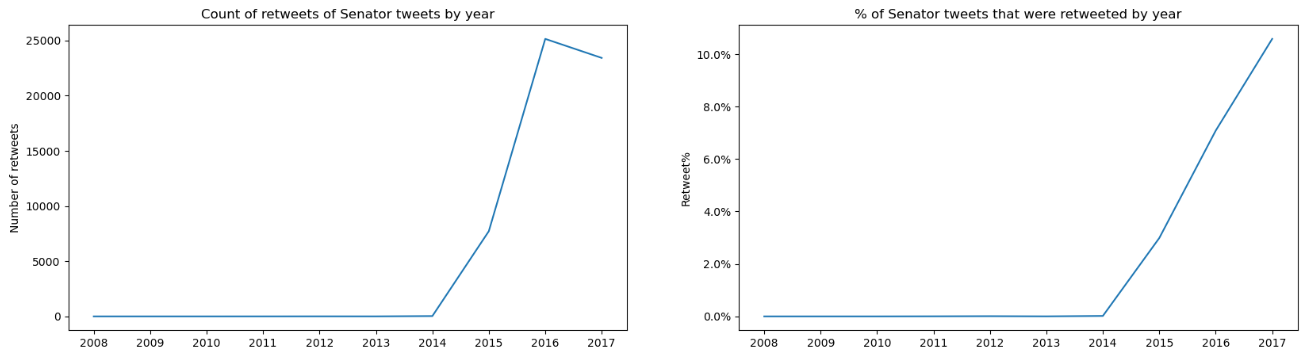 Count of retweets of Senator tweets by year
Number of retweets
25000
20000
15000
10000
5000
0
2008 2009 2010 2011 2012 2013 2014 2015 2016 2017
% of Senator tweets that were retweeted by year
Retweet%
10.0%
8.0%
6.0%
4.0%
2.0%
0.0%
2008 2009 2010 2011 2012 2013 2014 2015 2016 2017